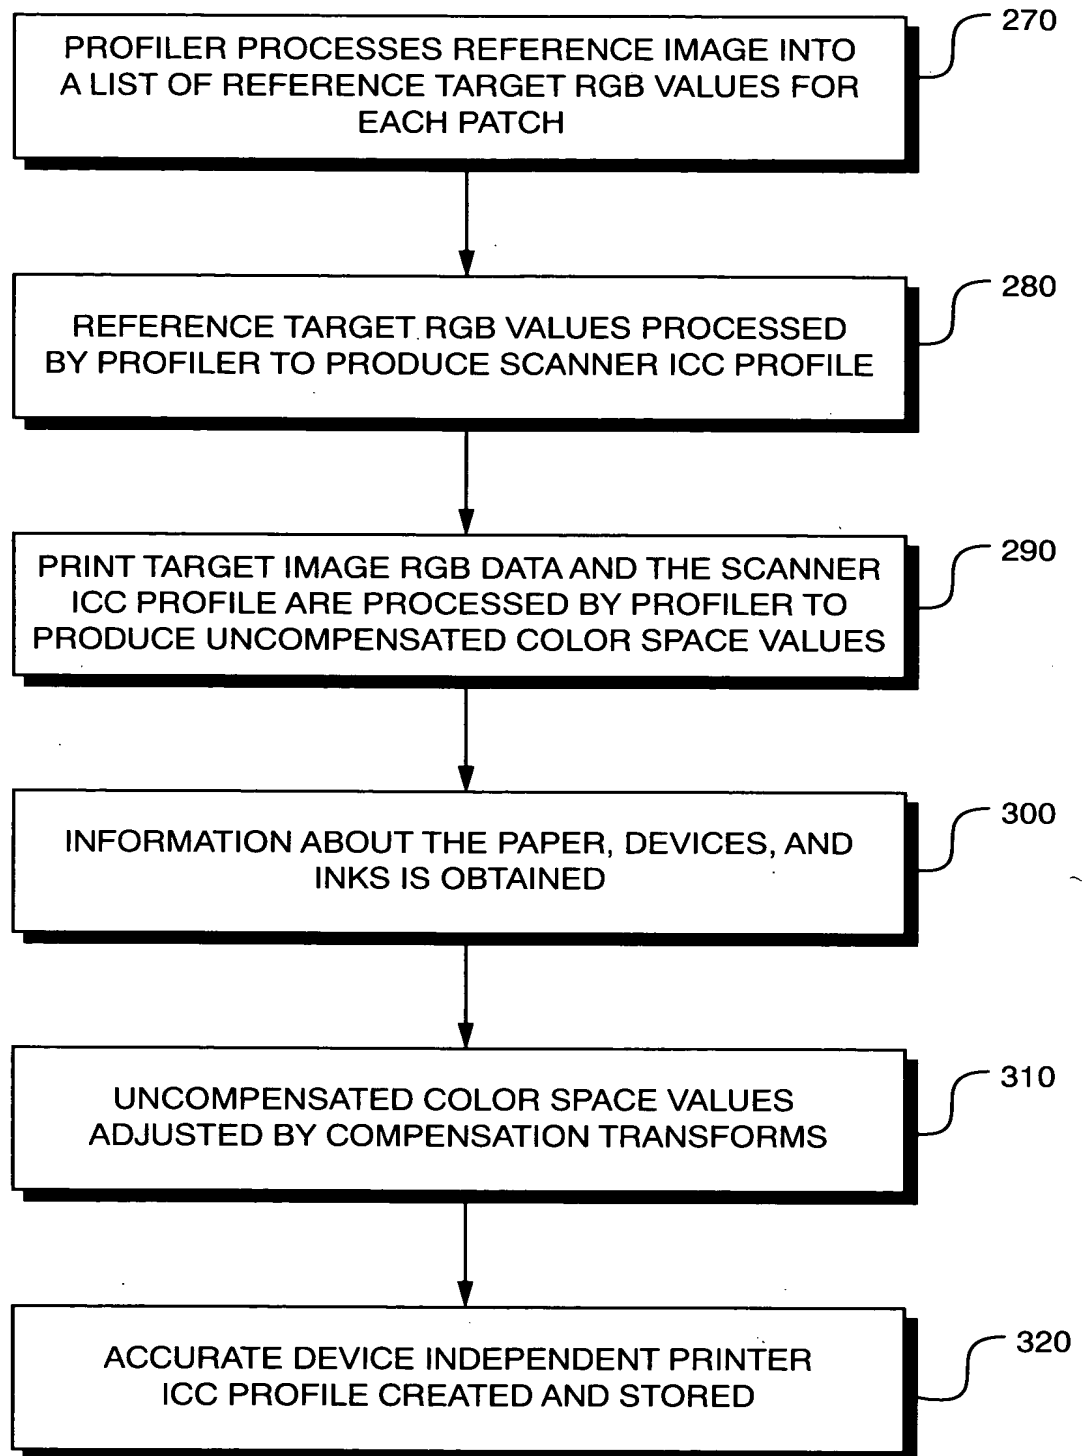 270
PROFILER PROCESSES REFERENCE IMAGE INTO
A LIST OF REFERENCE TARGET RGB VALUES FOR
EACH PATCH
280
REFERENCE TARGET RGB VALUES PROCESSED
BY PROFILER TO PRODUCE SCANNER ICC PROFILE
290
PRINT TARGET IMAGE RGB DATA AND THE SCANNER
ICC PROFILE ARE PROCESSED BY PROFILER TO
PRODUCE UNCOMPENSATED COLOR SPACE VALUES
300
INFORMATION ABOUT THE PAPER, DEVICES, AND
INKS IS OBTAINED
310
UNCOMPENSATED COLOR SPACE VALUES
ADJUSTED BY COMPENSATION TRANSFORMS
320
ACCURATE DEVICE INDEPENDENT PRINTER
ICC PROFILE CREATED AND STORED